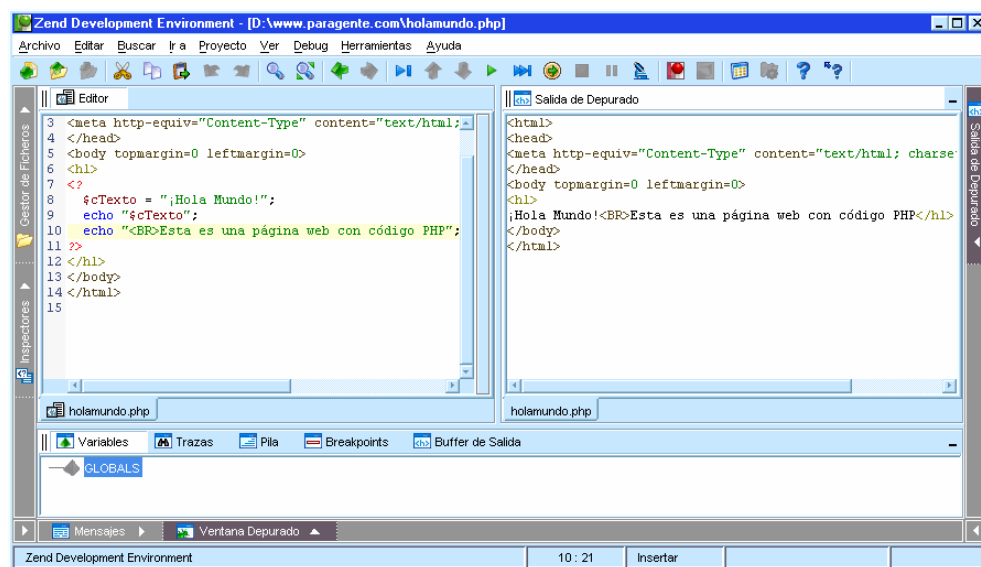 Zend Development Environment - [D:\www.paragente.com\holamundo.php]
Archivo Editar Buscar Ir a Proyecto Ver Debug Herramientas Ayuda
Gestor de Ficheros
Inspectores
Editor
3 <meta http-equiv="Content-Type" content="text/html;
4 </head>
5 <body topmargin=0 leftmargin=0>
6 <h1>
7 <?
8 $cTexto = "¡Hola Mundo!";
9 echo "$cTexto";
10 echo "<BR>Esta es una página web con código PHP";
11 ?>
12 </h1>
13 </body>
14 </html>
15
holamundo.php
Salida de Depurado
<html>
<head>
<meta http-equiv="Content-Type" content="text/html; charse
</head>
<body topmargin=0 leftmargin=0>
<h1>
¡Hola Mundo!<BR>Esta es una página web con código PHP</h1>
</body>
</html>
holamundo.php
Salida de Depurado
Variables Trazas Pila Breakpoints Buffer de Salida
GLOBALS
Mensajes Ventana Depurado
Zend Development Environment 10 : 21 Insertar